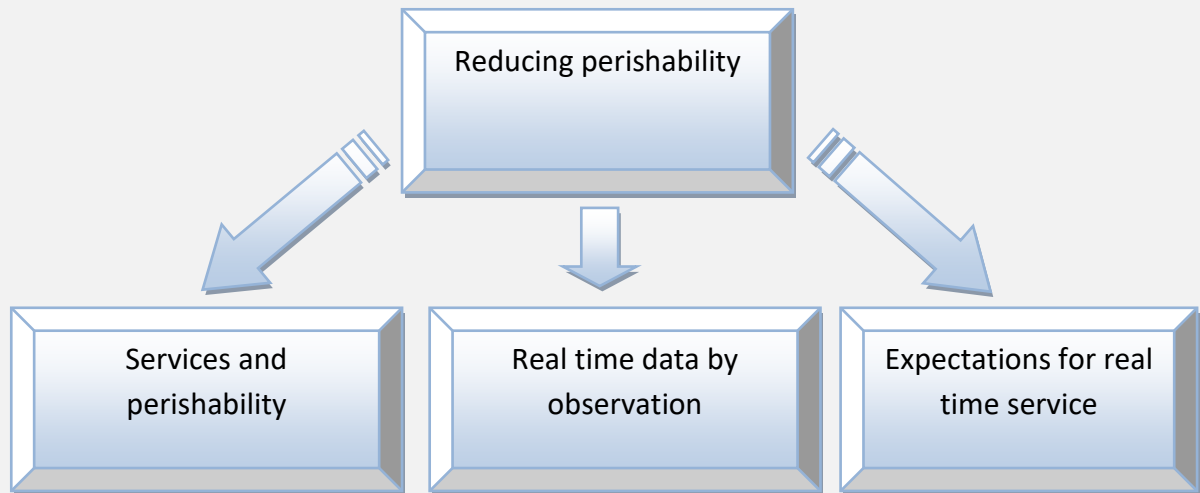 Reducing perishability
Services and
perishability
Real time data by
observation
Expectations for real
time service